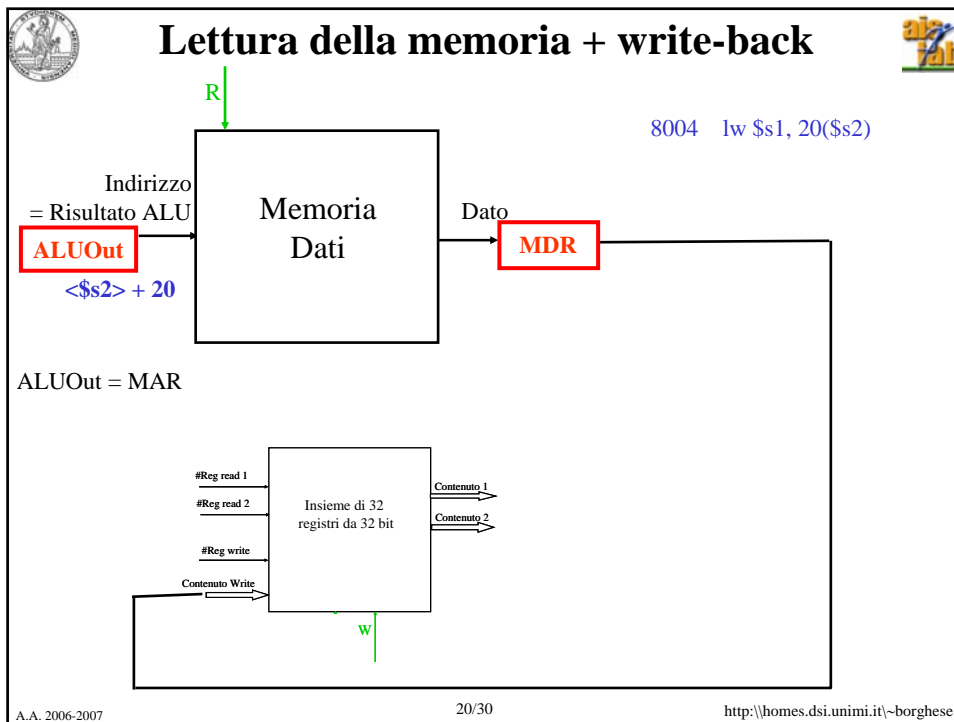 Lettura della memoria + write-back
R
8004 lw $s1, 20($s2)
Indirizzo
= Risultato ALU
ALUOut
<$s2> + 20
Memoria
Dati
Dato
MDR
ALUOut = MAR
#Reg read 1
#Reg read 2
#Reg write
Contenuto Write
Insieme di 32
registri da 32 bit
Contenuto 1
Contenuto 2
W
A.A. 2006-2007
20/30
http:\\homes.dsi.unimi.it\~borghese